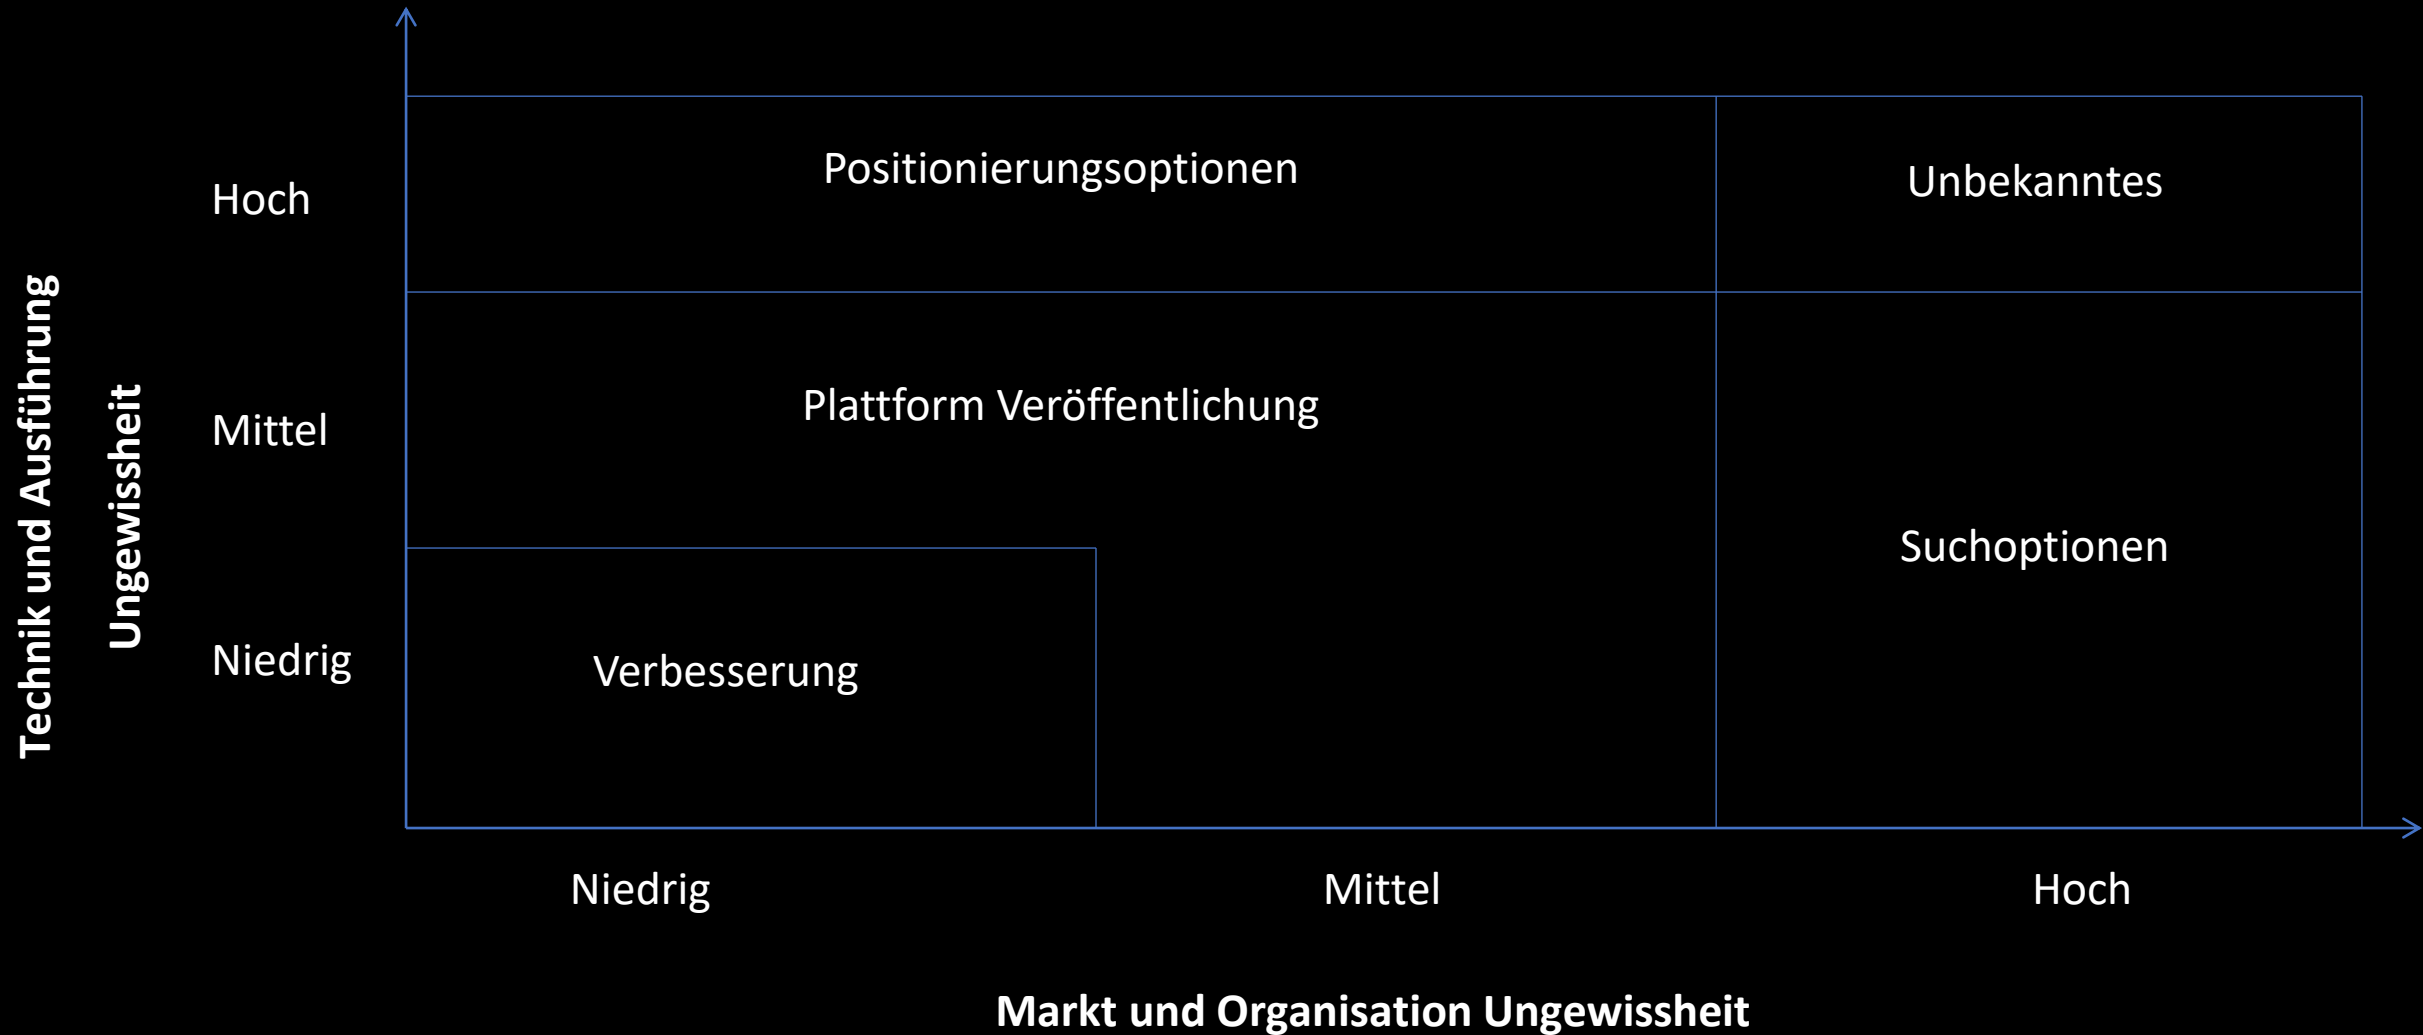 Positionierungsoptionen
Unbekanntes
Hoch
Technik und Ausführung
Ungewissheit
Plattform Veröffentlichung
Mittel
Suchoptionen
Niedrig
Verbesserung
Niedrig
Mittel
Hoch
Markt und Organisation Ungewissheit